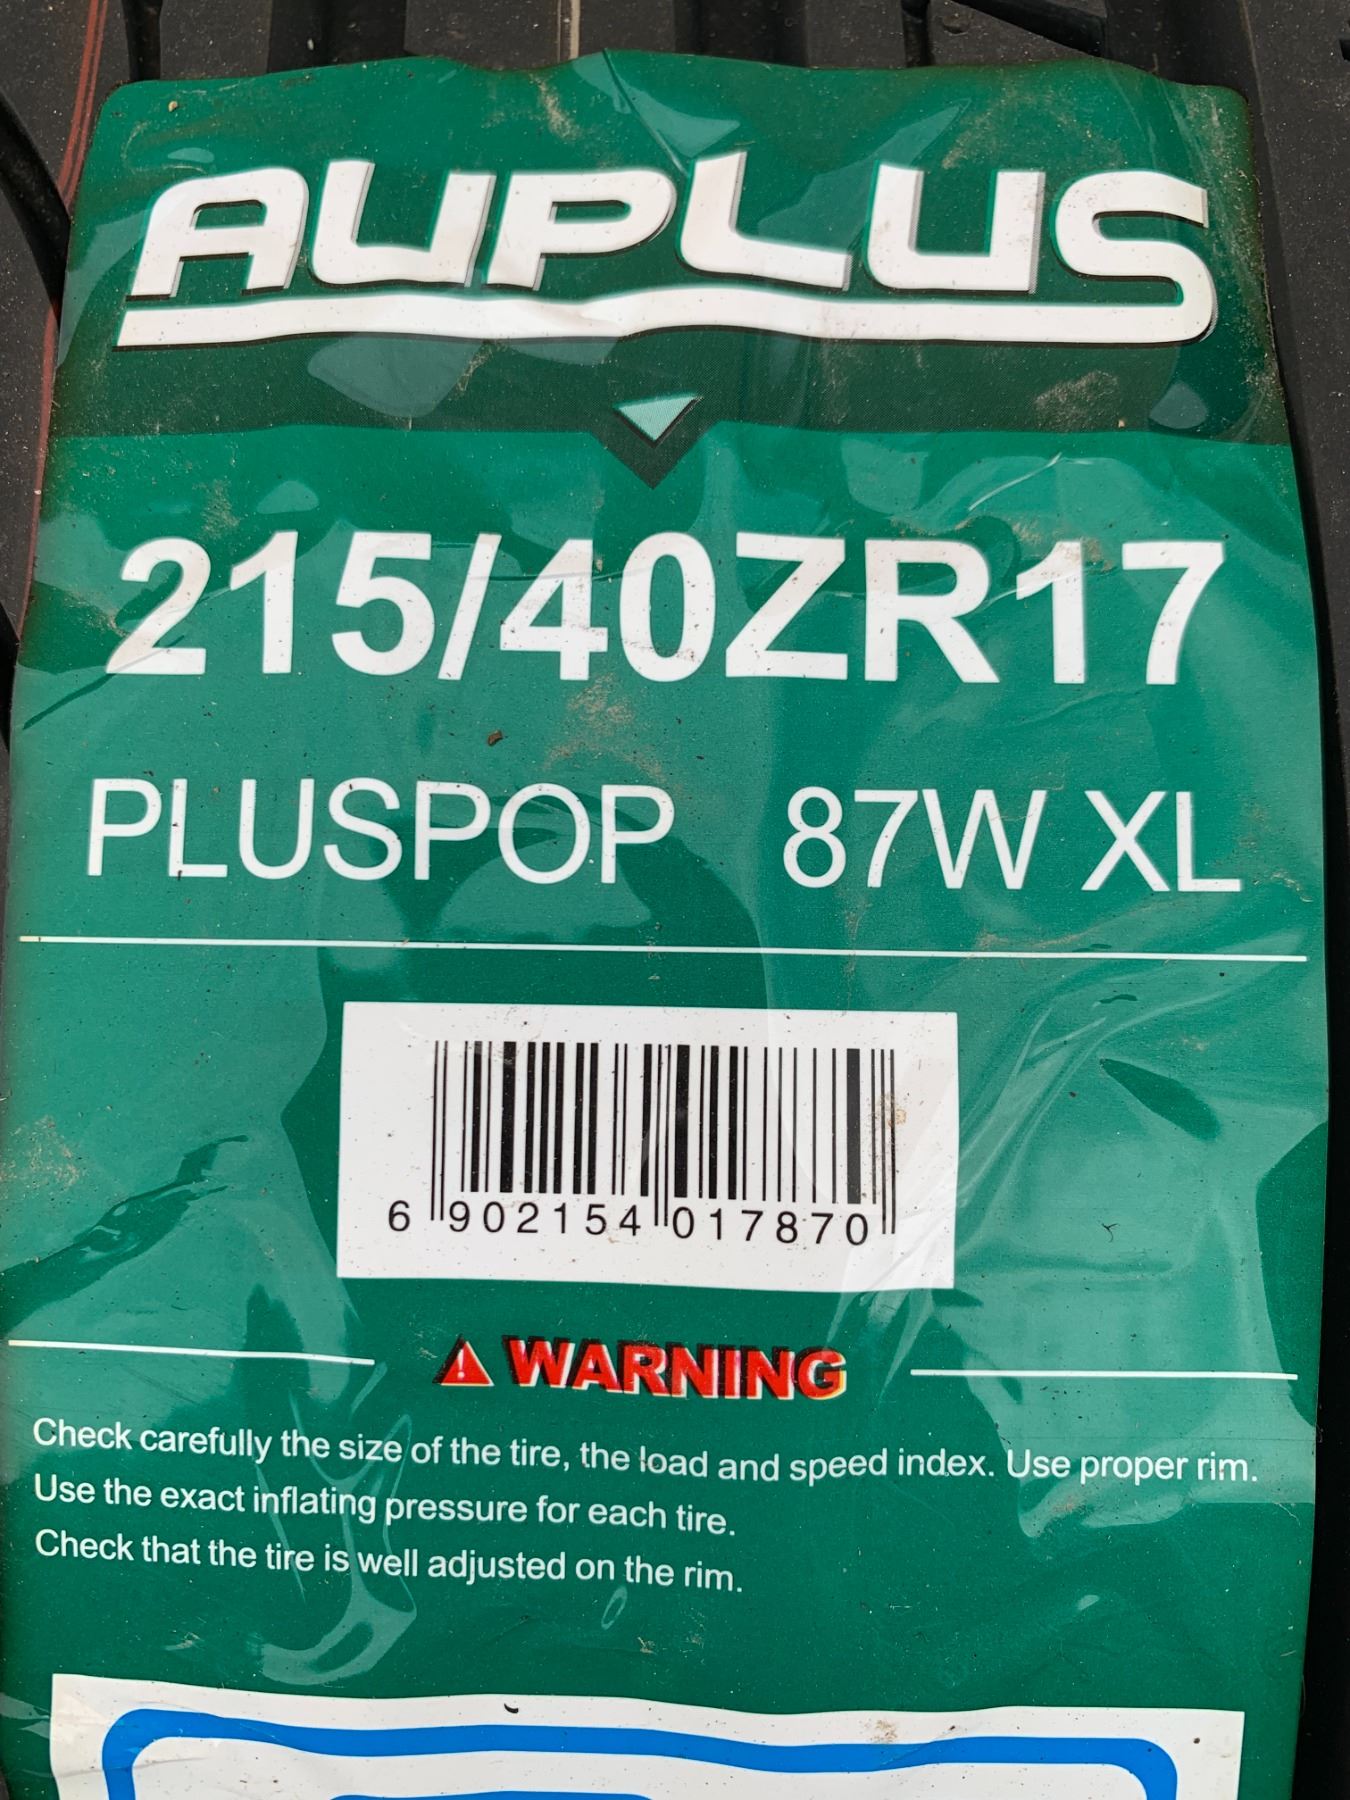 AUPLUS
215/40ZR17
PLUSPOP 87W XL
6 902154 017870
WARNING
Check carefully the size of the tire, the load and speed index. Use proper rim.
Use the exact inflating pressure for each tire.
Check that the tire is well adjusted on the rim.